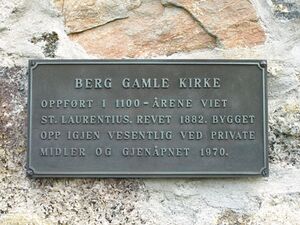 BERG GAMLE KIRKE
OPPFØRT I 1100-ÅRENE VIET
ST. LAURENTIUS. REVET 1882. BYGGET
OPP IGJEN VESENTLIG VED PRIVATE
MIDLER OG GJENÅPNET 1970.